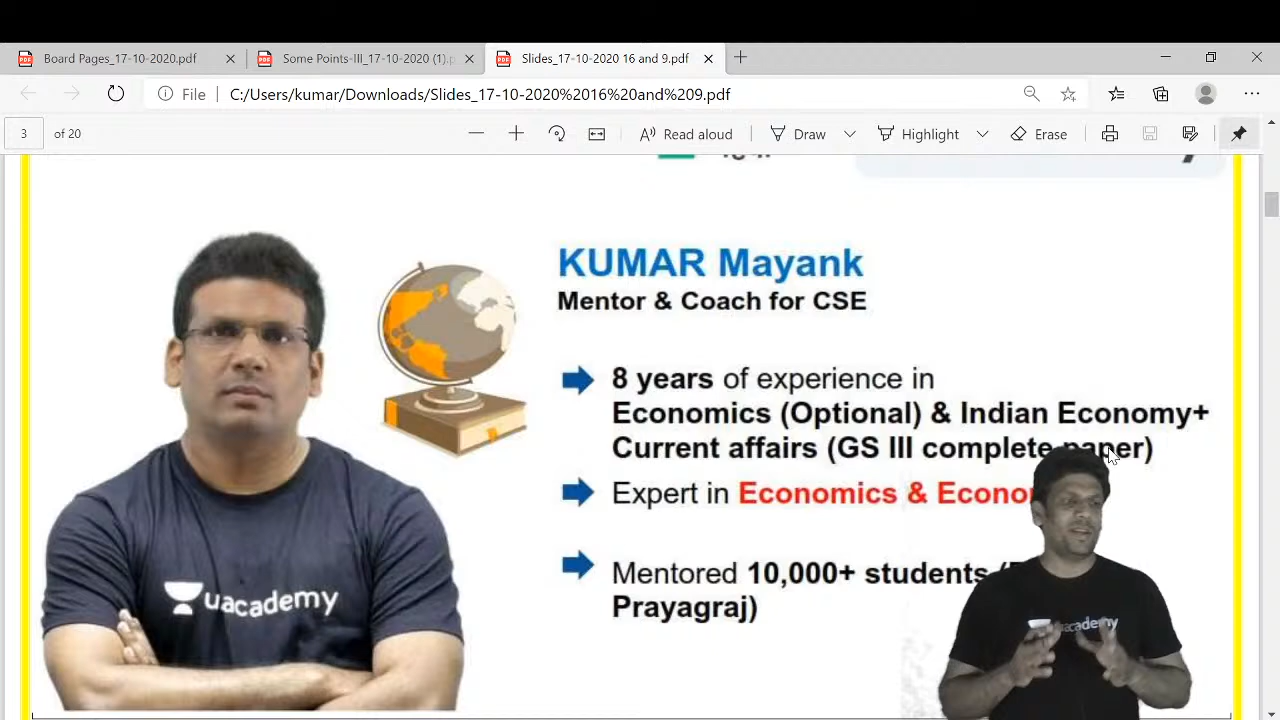 Board Pages_17-10-2020.pdf
Some Points-III_17-10-2020 (1).p
Slides_17-10-2020 16 and 9.pdf
File
C:/Users/kumar/Downloads/Slides_17-10-2020%2016%20and%209.pdf
3 of 20
Read aloud
Draw
Highlight
Erase
KUMAR Mayank
Mentor & Coach for CSE
8 years of experience in
Economics (Optional) & Indian Economy+
Current affairs (GS III complete paper)
Expert in Economics & Econo
Mentored 10,000+ students
Prayagraj)
unacademy
unacademy